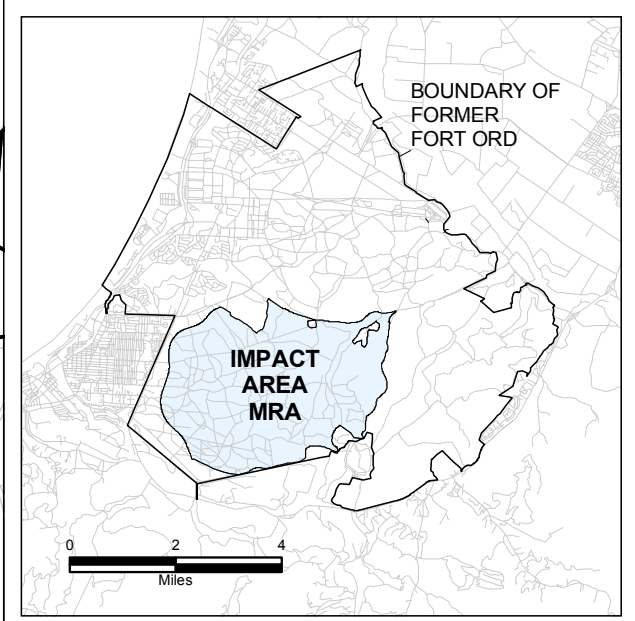 BOUNDARY OF
FORMER
FORT ORD
IMPACT
AREA
MRA
0 2 4
Miles